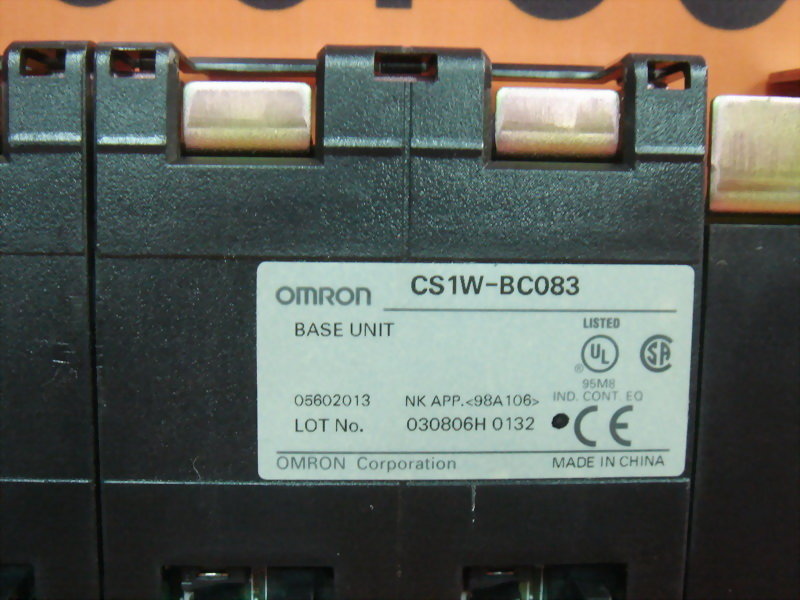 OMRON CS1W-BC083
BASE UNIT
LISTED
UL
®
SA
95M8
IND. CONT. EQ
05602013 NK APP.<98A106>
LOT No. 030806H 0132
CE
OMRON Corporation MADE IN CHINA